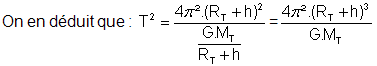 On en déduit que : T² = 4π².(R_T + h)² / (G.M_T / (R_T + h)) = 4π².(R_T + h)³ / G.M_T